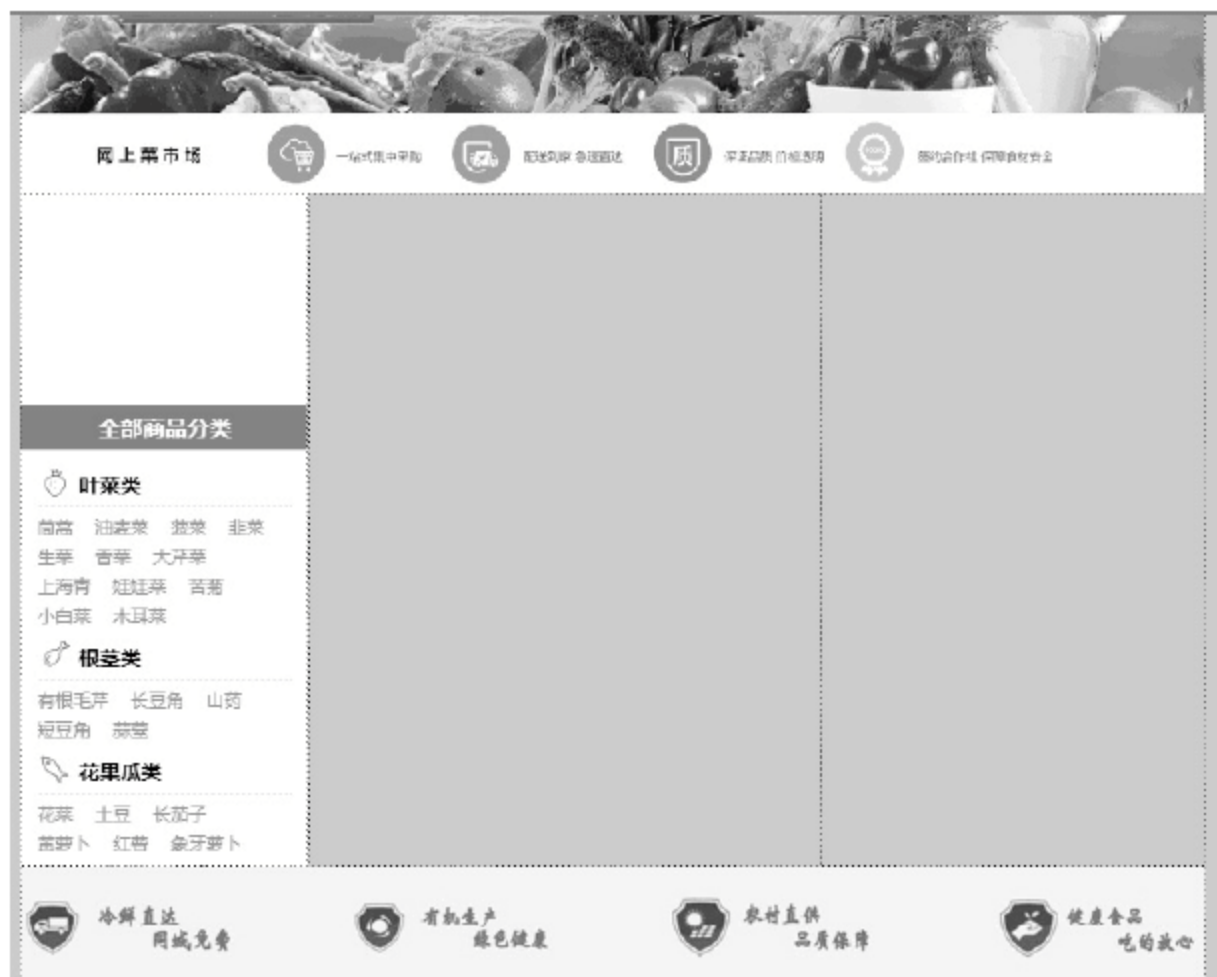 网上菜市场
一站式集中采购
配送到家 急速直达
保证品质 价格透明
签约合作社 保障食材安全
全部商品分类
叶菜类
茼蒿 油麦菜 菠菜 韭菜
生菜 香菜 大芹菜
上海青 娃娃菜 苦菊
小白菜 木耳菜
根茎类
有根毛芹 长豆角 山药
短豆角 蒜薹
花果瓜类
花菜 土豆 长茄子
青萝卜 红薯 象牙萝卜
冷鲜直达
同城免费
有机生产
绿色健康
农村直供
品质保障
健康食品
吃的放心